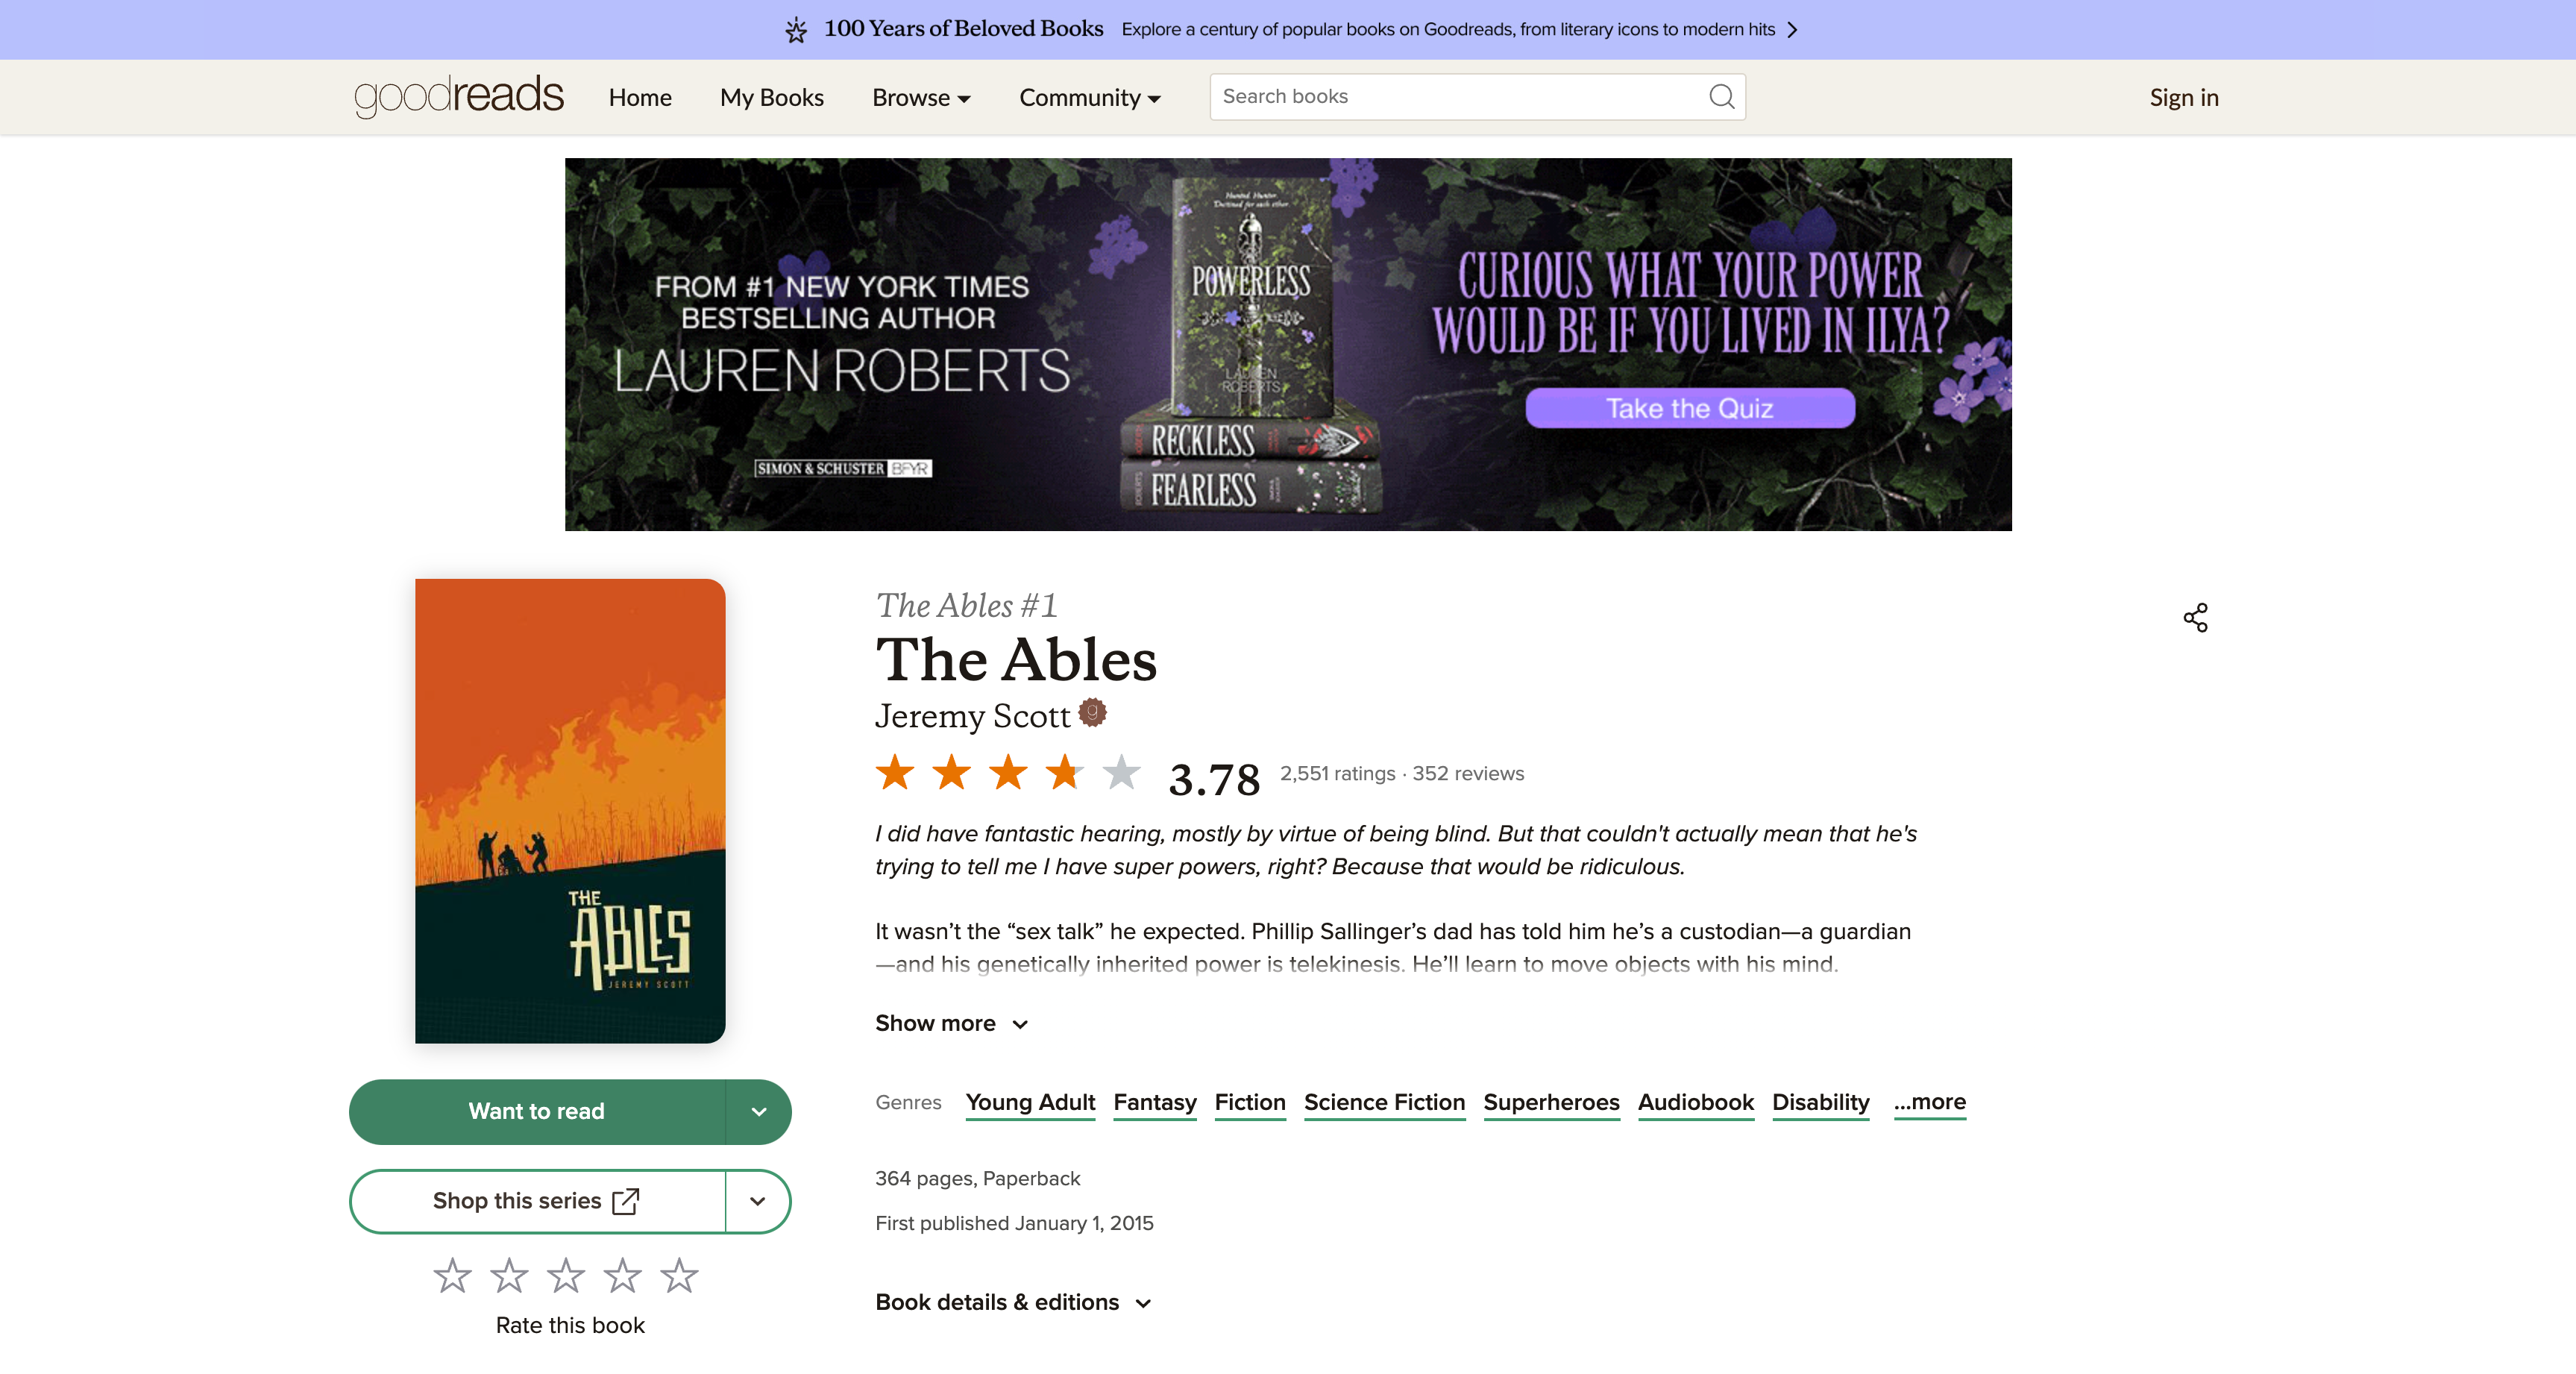 100 Years of Beloved Books Explore a century of popular books on Goodreads, from literary icons to modern hits
goodreads Home My Books Browse Community Search books Sign in
FROM #1 NEW YORK TIMES
BESTSELLING AUTHOR
LAUREN ROBERTS
SIMON & SCHUSTER BFYR
Hunted. Hunter.
Destined for each other.
POWERLESS
LAUREN
ROBERTS
RECKLESS
ROBERTS
FEARLESS
CURIOUS WHAT YOUR POWER
WOULD BE IF YOU LIVED IN ILYA?
Take the Quiz
THE
ABLES
JEREMY SCOTT
Want to read
Shop this series
Rate this book
The Ables #1
The Ables
Jeremy Scott g
3.78 2,551 ratings · 352 reviews
I did have fantastic hearing, mostly by virtue of being blind. But that couldn't actually mean that he's
trying to tell me I have super powers, right? Because that would be ridiculous.
It wasn’t the “sex talk” he expected. Phillip Sallinger’s dad has told him he’s a custodian—a guardian
—and his genetically inherited power is telekinesis. He’ll learn to move objects with his mind.
Show more
Genres Young Adult Fantasy Fiction Science Fiction Superheroes Audiobook Disability ...more
364 pages, Paperback
First published January 1, 2015
Book details & editions